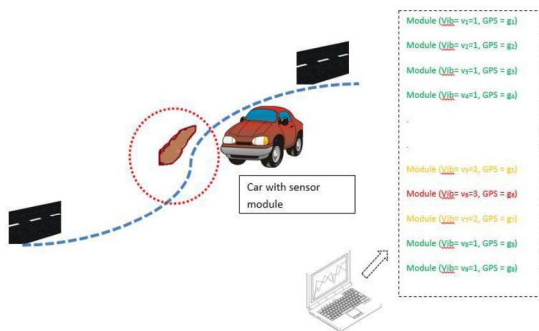 Car with sensor
module
Module (Vib= v₁=1, GPS = g₁)
Module (Vib= v₂=1, GPS = g₂)
Module (Vib= v₃=1, GPS = g₃)
Module (Vib= v₄=1, GPS = g₄)
.
.
Module (Vib= v₅=2, GPS = g₅)
Module (Vib= v₆=3, GPS = g₆)
Module (Vib= v₇=2, GPS = g₇)
Module (Vib= v₈=1, GPS = g₈)
Module (Vib= v₉=1, GPS = g₉)